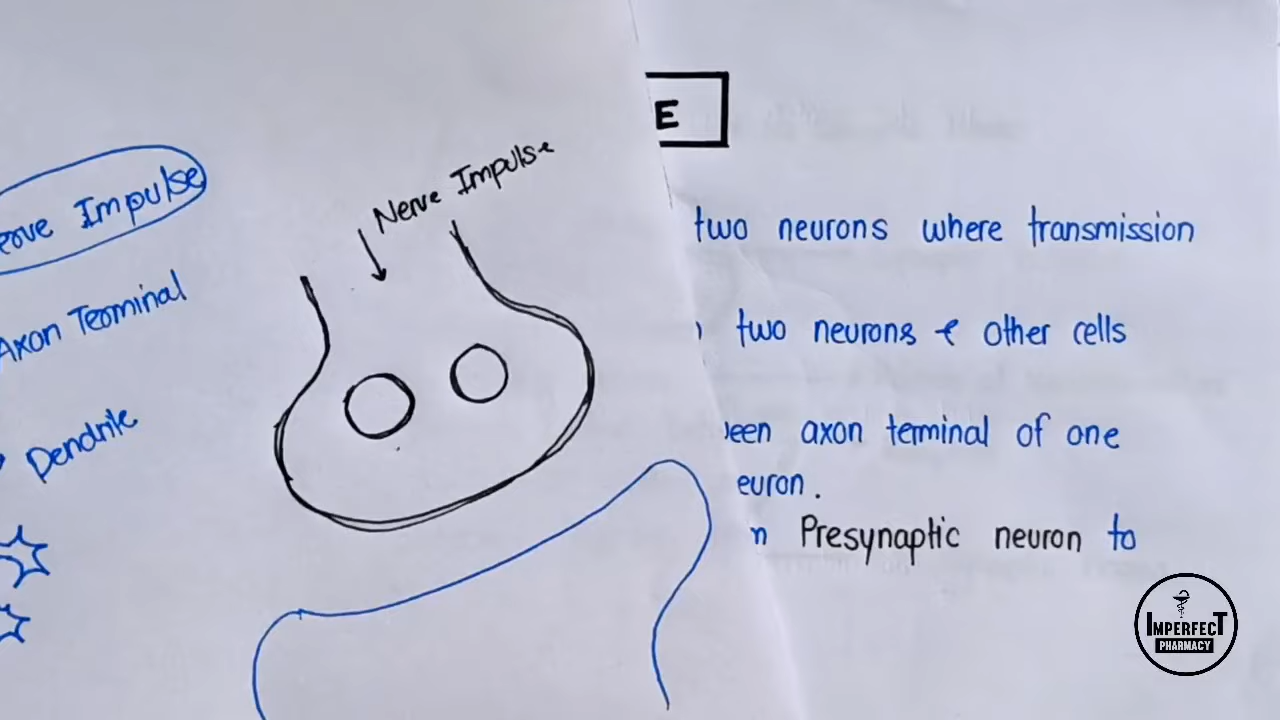 Nerve Impulse
Axon Terminal
Dendrite
Nerve Impulse
E
two neurons where transmission
two neurons & other cells
axon terminal of one
euron.
n Presynaptic neuron to
IMPERFECT
PHARMACY